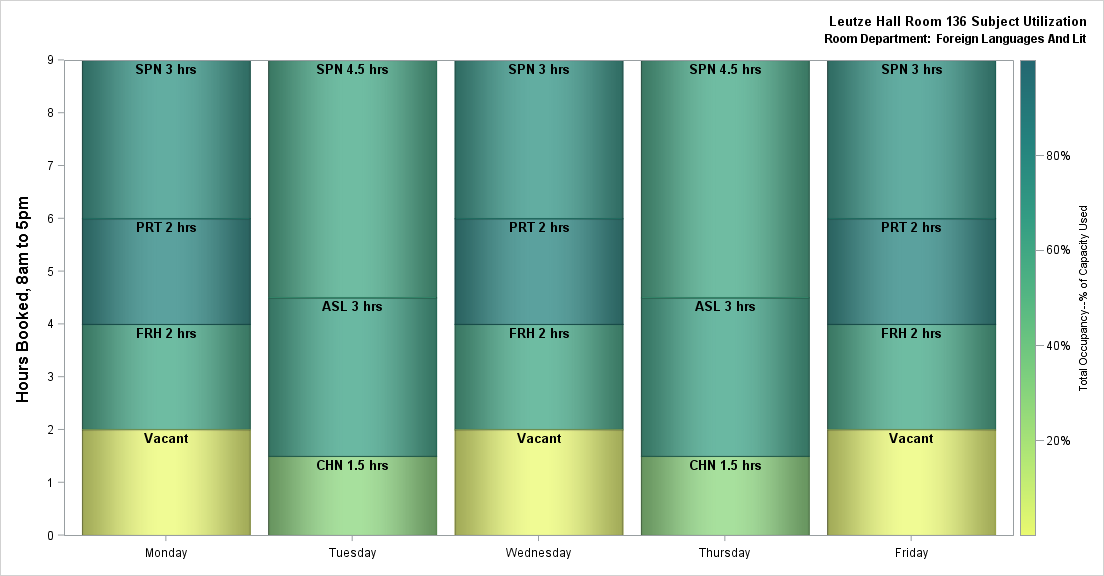 Leutze Hall Room 136 Subject Utilization
Room Department: Foreign Languages And Lit
Hours Booked, 8am to 5pm
9
8
7
6
5
4
3
2
1
0
SPN 3 hrs
PRT 2 hrs
FRH 2 hrs
Vacant
SPN 4.5 hrs
ASL 3 hrs
CHN 1.5 hrs
SPN 3 hrs
PRT 2 hrs
FRH 2 hrs
Vacant
SPN 4.5 hrs
ASL 3 hrs
CHN 1.5 hrs
SPN 3 hrs
PRT 2 hrs
FRH 2 hrs
Vacant
Monday
Tuesday
Wednesday
Thursday
Friday
80%
60%
40%
20%
Total Occupancy--% of Capacity Used